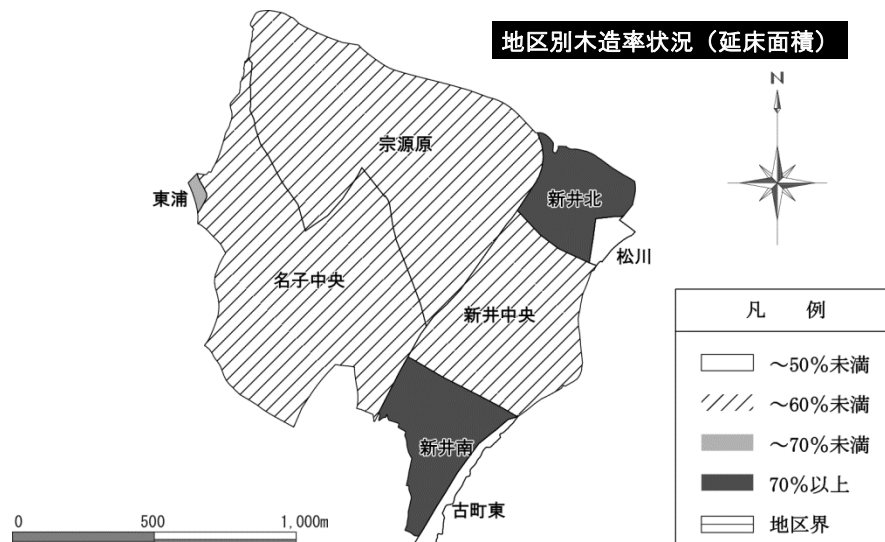 地区別木造率状況（延床面積）
N
宗源原
東浦
新井北
松川
名子中央
新井中央
新井南
古町東
凡　例
～50％未満
～60％未満
～70％未満
70％以上
地区界
0 500 1,000m